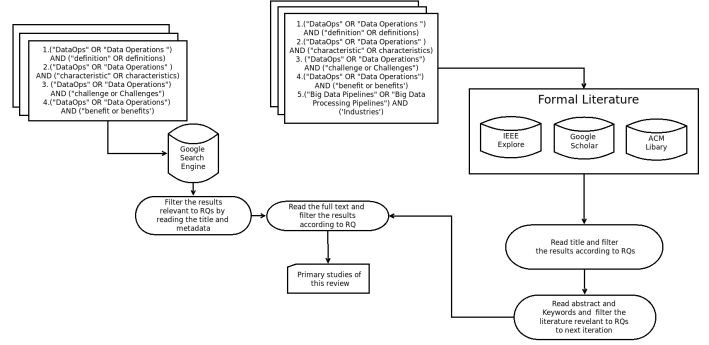 1.("DataOps" OR "Data Operations ")
AND ("definition" OR definitions)
2.("DataOps" OR "Data Operations" )
AND ("characteristic" OR characteristics)
3. ("DataOps" OR "Data Operations")
AND ("challenge or Challenges")
4.("DataOps" OR "Data Operations")
AND ("benefit or benefits')
1.("DataOps" OR "Data Operations ")
AND ("definition" OR definitions)
2.("DataOps" OR "Data Operations" )
AND ("characteristic" OR characteristics)
3. ("DataOps" OR "Data Operations")
AND ("challenge or Challenges")
4.("DataOps" OR "Data Operations")
AND ("benefit or benefits')
5.("Big Data Pipelines" OR "Big Data
Processing Pipelines") AND
('Industries')
Formal Literature
IEEE
Explore
Google
Scholar
ACM
Libary
Google
Search
Engine
Filter the results
relevant to RQs by
reading the title and
metadata
Read the full text and
filter the results
according to RQ
Primary studies of
this review
Read title and filter
the results according to RQs
Read abstract and
Keywords and filter the
literature revelant to RQs
to next iteration